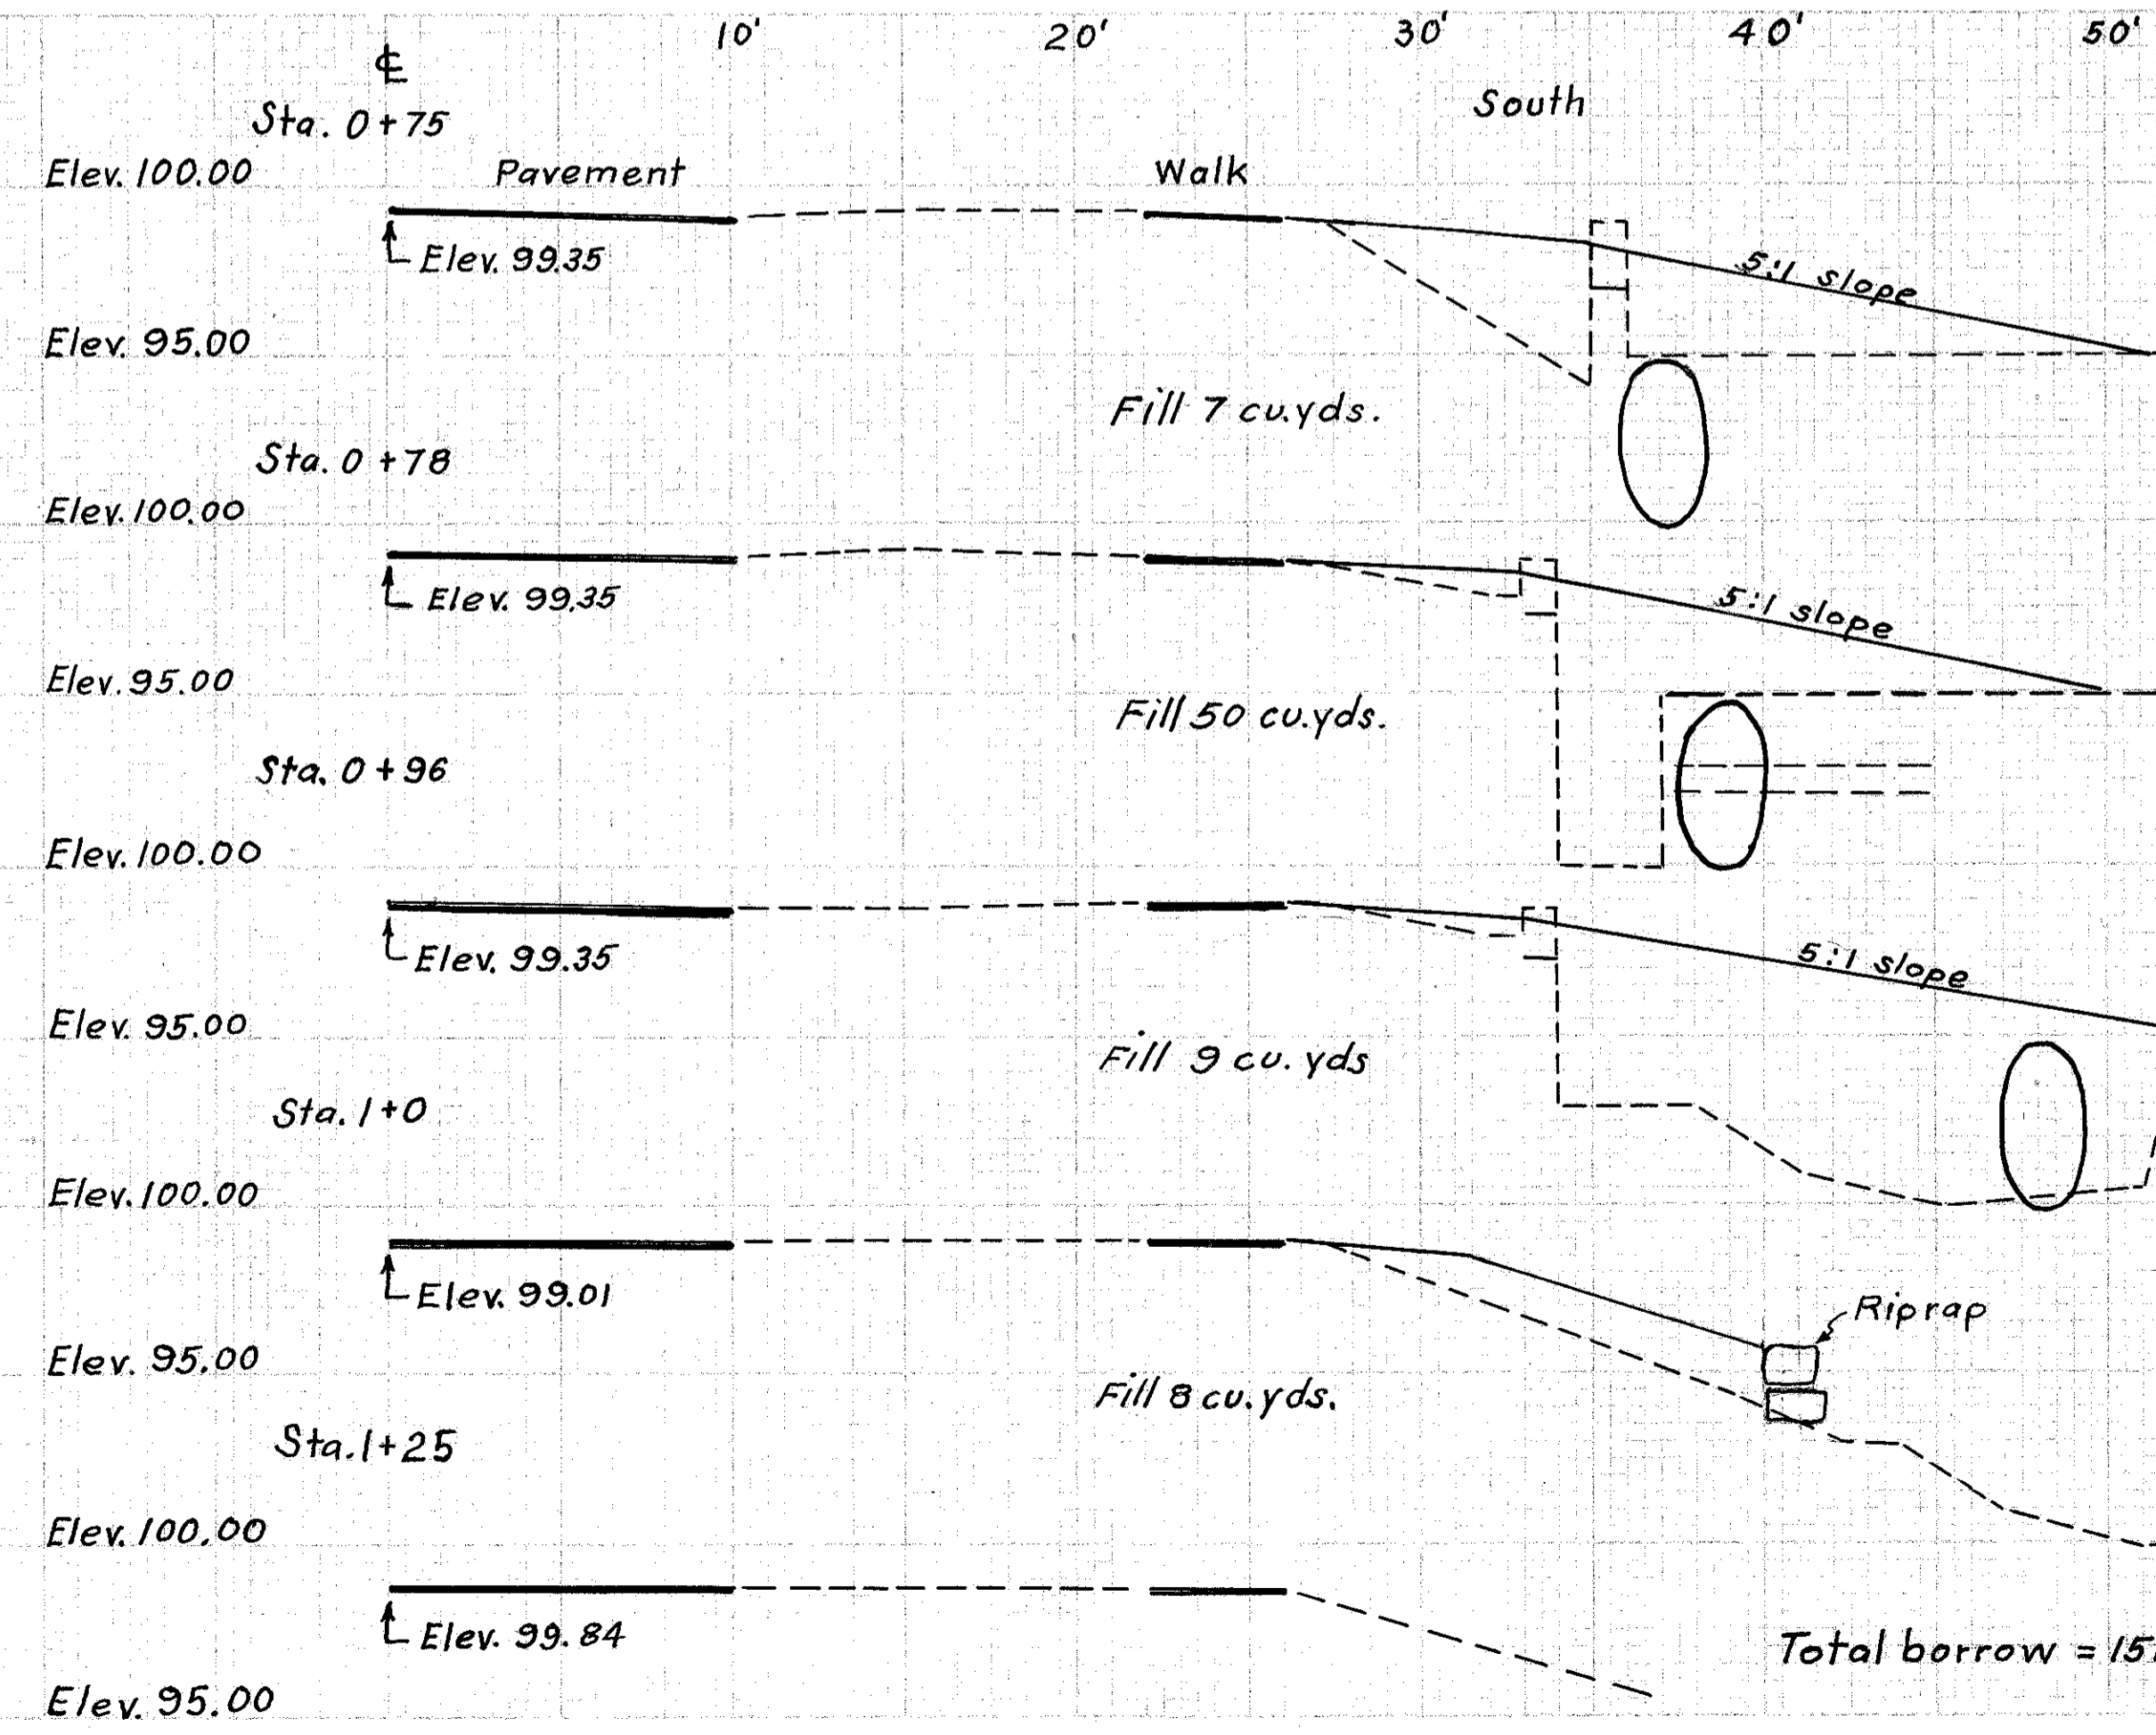 10' 20' 30' 40' 50'
℄
South
Sta. 0+75
Elev. 100.00 Pavement Walk
Elev. 99.35 5:1 slope
Elev. 95.00
Fill 7 cu.yds.
Sta. 0+78
Elev. 100.00
Elev. 99.35 5:1 slope
Elev. 95.00
Fill 50 cu.yds.
Sta. 0+96
Elev. 100.00
Elev. 99.35 5:1 slope
Elev. 95.00
Fill 9 cu. yds
Sta. 1+0
Elev. 100.00
Elev. 99.01 Riprap
Elev. 95.00
Fill 8 cu.yds.
Sta. 1+25
Elev. 100.00
Elev. 99.84
Total borrow =
Elev. 95.00